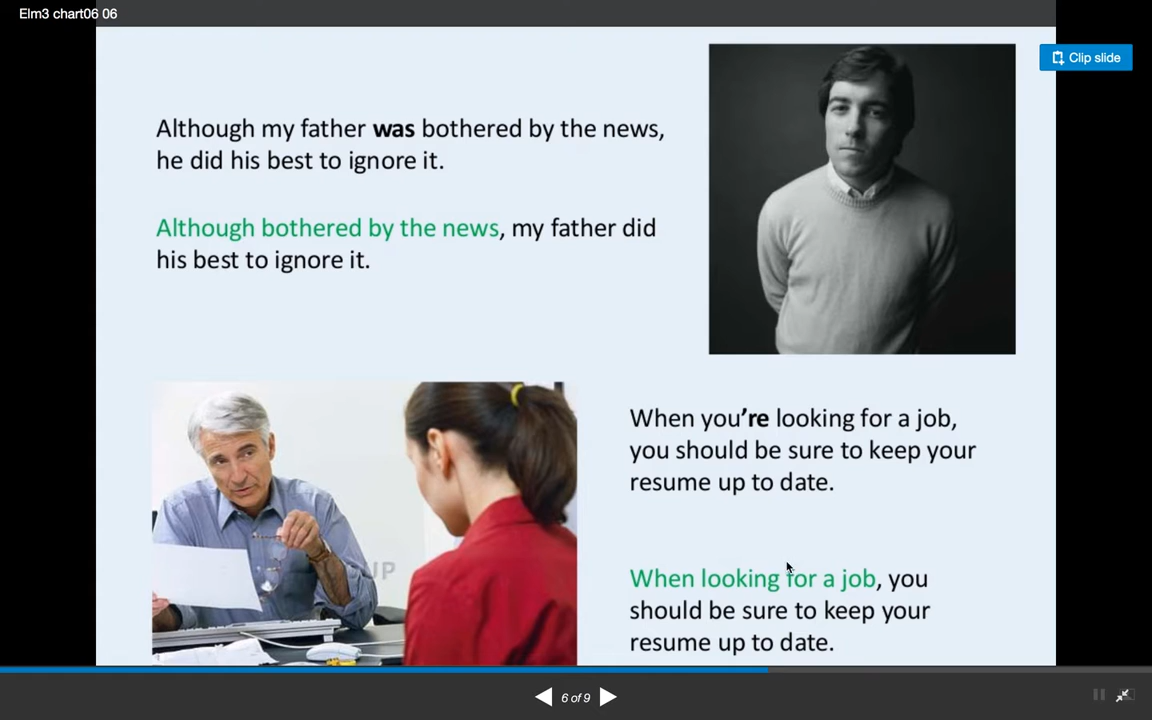 Elm3 chart06 06
Clip slide
Although my father was bothered by the news,
he did his best to ignore it.
Although bothered by the news, my father did
his best to ignore it.
When you're looking for a job,
you should be sure to keep your
resume up to date.
When looking for a job, you
should be sure to keep your
resume up to date.
UP
6 of 9